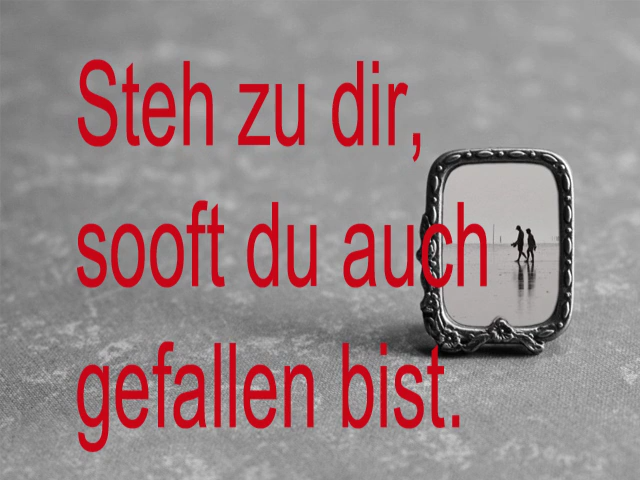 Steh zu dir,
sooft du auch
gefallen bist.